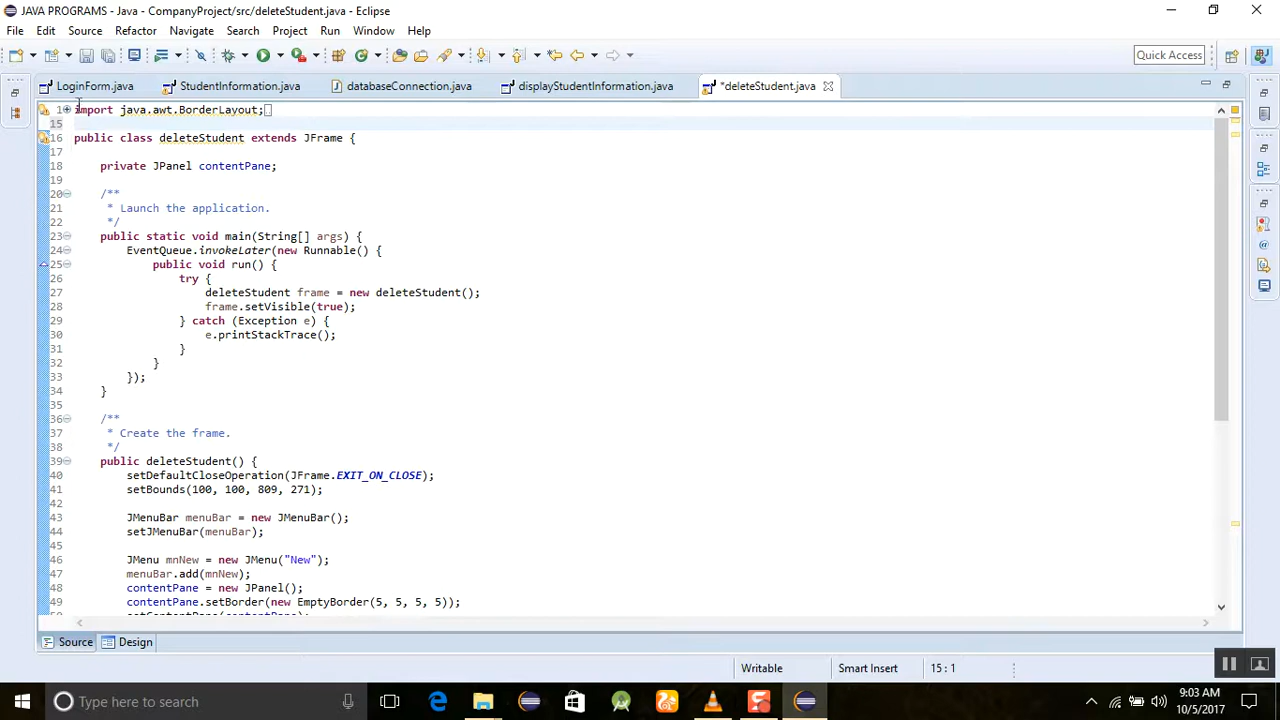 JAVA PROGRAMS - Java - CompanyProject/src/deleteStudent.java - Eclipse
File Edit Source Refactor Navigate Search Project Run Window Help
Quick Access
LoginForm.java StudentInformation.java databaseConnection.java displayStudentInformation.java *deleteStudent.java
1 import java.awt.BorderLayout;
15
16 public class deleteStudent extends JFrame {
17
18 private JPanel contentPane;
19
20 /**
21 * Launch the application.
22 */
23 public static void main(String[] args) {
24 EventQueue.invokeLater(new Runnable() {
25 public void run() {
26 try {
27 deleteStudent frame = new deleteStudent();
28 frame.setVisible(true);
29 } catch (Exception e) {
30 e.printStackTrace();
31 }
32 }
33 });
34 }
35
36 /**
37 * Create the frame.
38 */
39 public deleteStudent() {
40 setDefaultCloseOperation(JFrame.EXIT_ON_CLOSE);
41 setBounds(100, 100, 809, 271);
42
43 JMenuBar menuBar = new JMenuBar();
44 setJMenuBar(menuBar);
45
46 JMenu mnNew = new JMenu("New");
47 menuBar.add(mnNew);
48 contentPane = new JPanel();
49 contentPane.setBorder(new EmptyBorder(5, 5, 5, 5));
Source Design
Writable Smart Insert 15 : 1
Type here to search
9:03 AM
10/5/2017